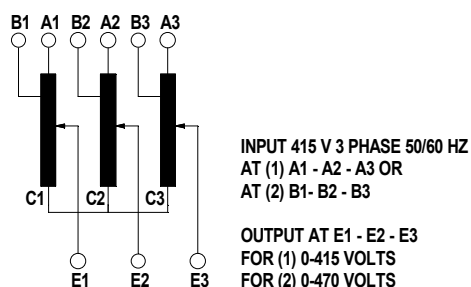 B1 A1 B2 A2 B3 A3
C1 C2 C3
E1 E2 E3
INPUT 415 V 3 PHASE 50/60 HZ
AT (1) A1 - A2 - A3 OR
AT (2) B1- B2 - B3
OUTPUT AT E1 - E2 - E3
FOR (1) 0-415 VOLTS
FOR (2) 0-470 VOLTS